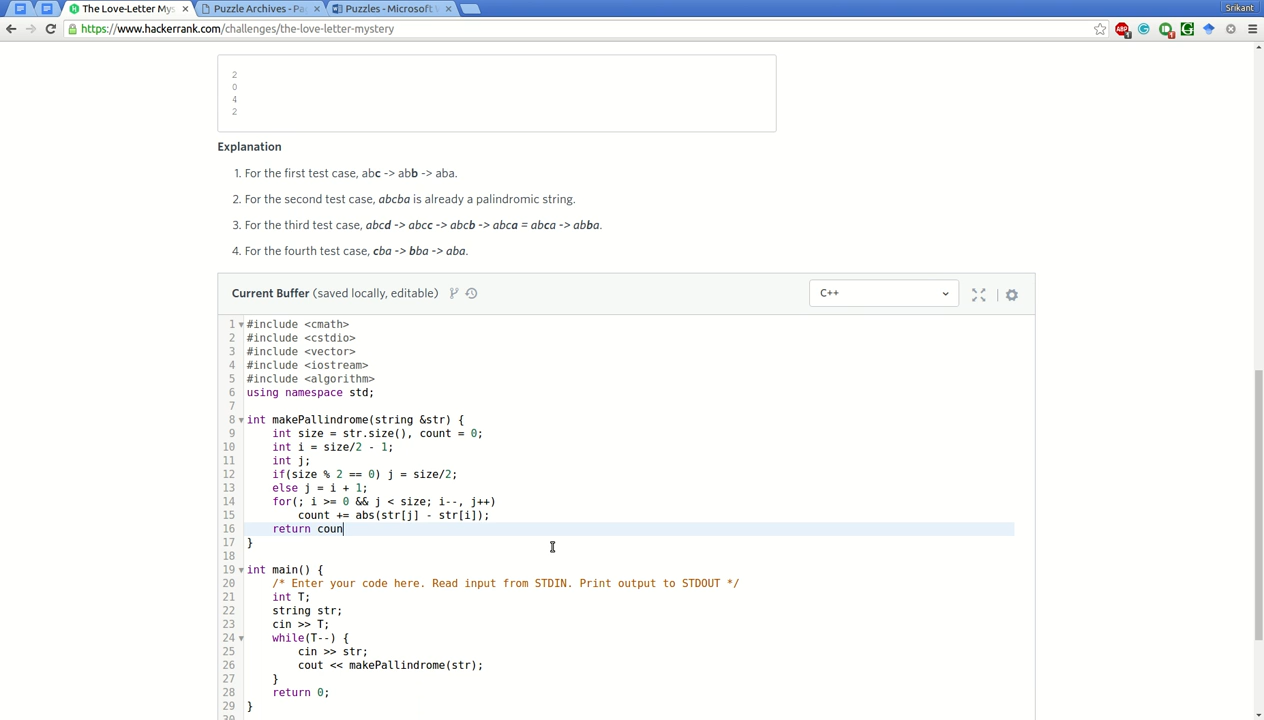 Srikant
The Love-Letter Mys
Puzzle Archives - Pa
Puzzles - Microsoft
https://www.hackerrank.com/challenges/the-love-letter-mystery
2
0
4
2
Explanation
1. For the first test case, abc -> abb -> aba.
2. For the second test case, abcba is already a palindromic string.
3. For the third test case, abcd -> abcc -> abcb -> abca = abca -> abba.
4. For the fourth test case, cba -> bba -> aba.
Current Buffer (saved locally, editable)
C++
1 #include <cmath>
2 #include <cstdio>
3 #include <vector>
4 #include <iostream>
5 #include <algorithm>
6 using namespace std;
7
8 int makePallindrome(string &str) {
9 int size = str.size(), count = 0;
10 int i = size/2 - 1;
11 int j;
12 if(size % 2 == 0) j = size/2;
13 else j = i + 1;
14 for(; i >= 0 && j < size; i--, j++)
15 count += abs(str[j] - str[i]);
16 return coun
17 }
18
19 int main() {
20 /* Enter your code here. Read input from STDIN. Print output to STDOUT */
21 int T;
22 string str;
23 cin >> T;
24 while(T--) {
25 cin >> str;
26 cout << makePallindrome(str);
27 }
28 return 0;
29 }
30